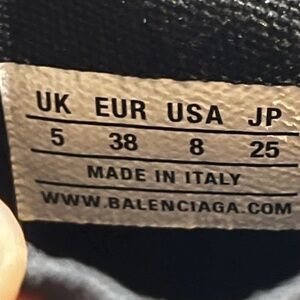 UK EUR USA JP
5 38 8 25
MADE IN ITALY
WWW.BALENCIAGA.COM